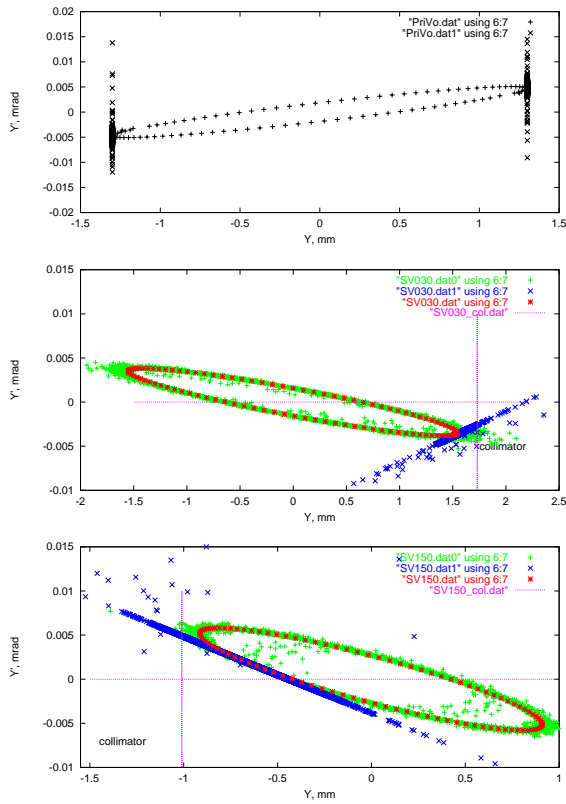 0.02
"PriVo.dat" using 6:7
"PriVo.dat1" using 6:7
0.015
0.01
0.005
0
-0.005
0.01
0.015
0.02
Y', mrad
-1.5 -1 -0.5 0 0.5 1 1.5
Y, mm
0.015
"SV030.dat0" using 6:7
"SV030.dat1" using 6:7
"SV030.dat" using 6:7
"SV030_col.dat"
0.01
0.005
0
-0.005
-0.01
Y', mrad
collimator
-2 -1.5 -1 -0.5 0 0.5 1 1.5 2 2.5
Y, mm
0.015
"SV150.dat0" using 6:7
"SV150.dat1" using 6:7
"SV150.dat" using 6:7
"SV150_col.dat"
0.01
0.005
0
-0.005
-0.01
Y', mrad
collimator
-1.5 -1 -0.5 0 0.5 1
Y, mm